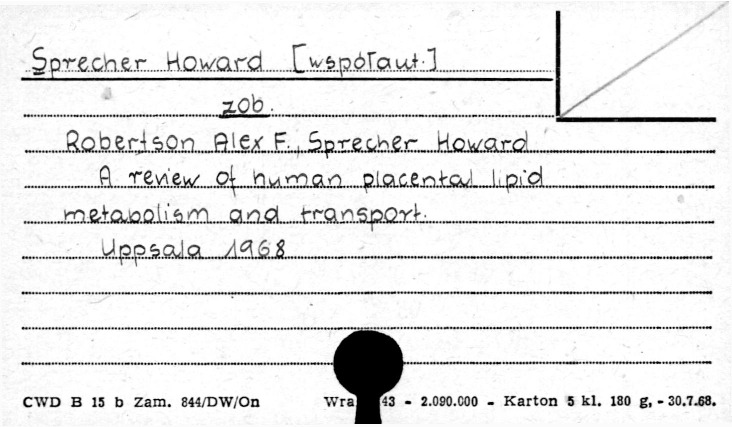 Sprecher Howard [współaut.]
zob.
Robertson Alex F., Sprecher Howard
A review of human placental lipid
metabolism and transport.
Uppsala 1968
CWD B 15 b Zam. 844/DW/On Wra 43 - 2.090.000 - Karton 5 kl. 180 g, - 30.7.68.